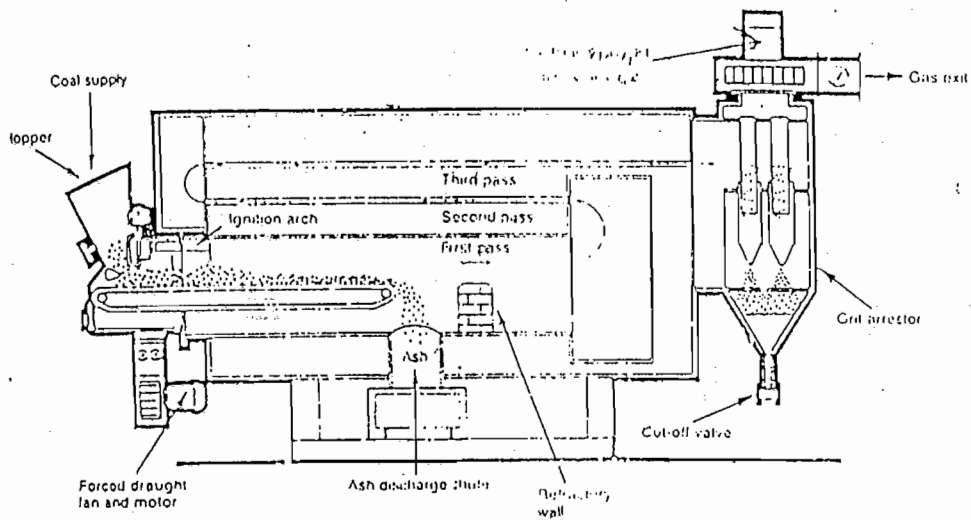 Coal supply
Gas exit
Third pass
Ignition arch
Second pass
First pass
Grit arrestor
Ash
Cut-off valve
Forced draught
fan and motor
Ash discharge chute
Refractory
wall